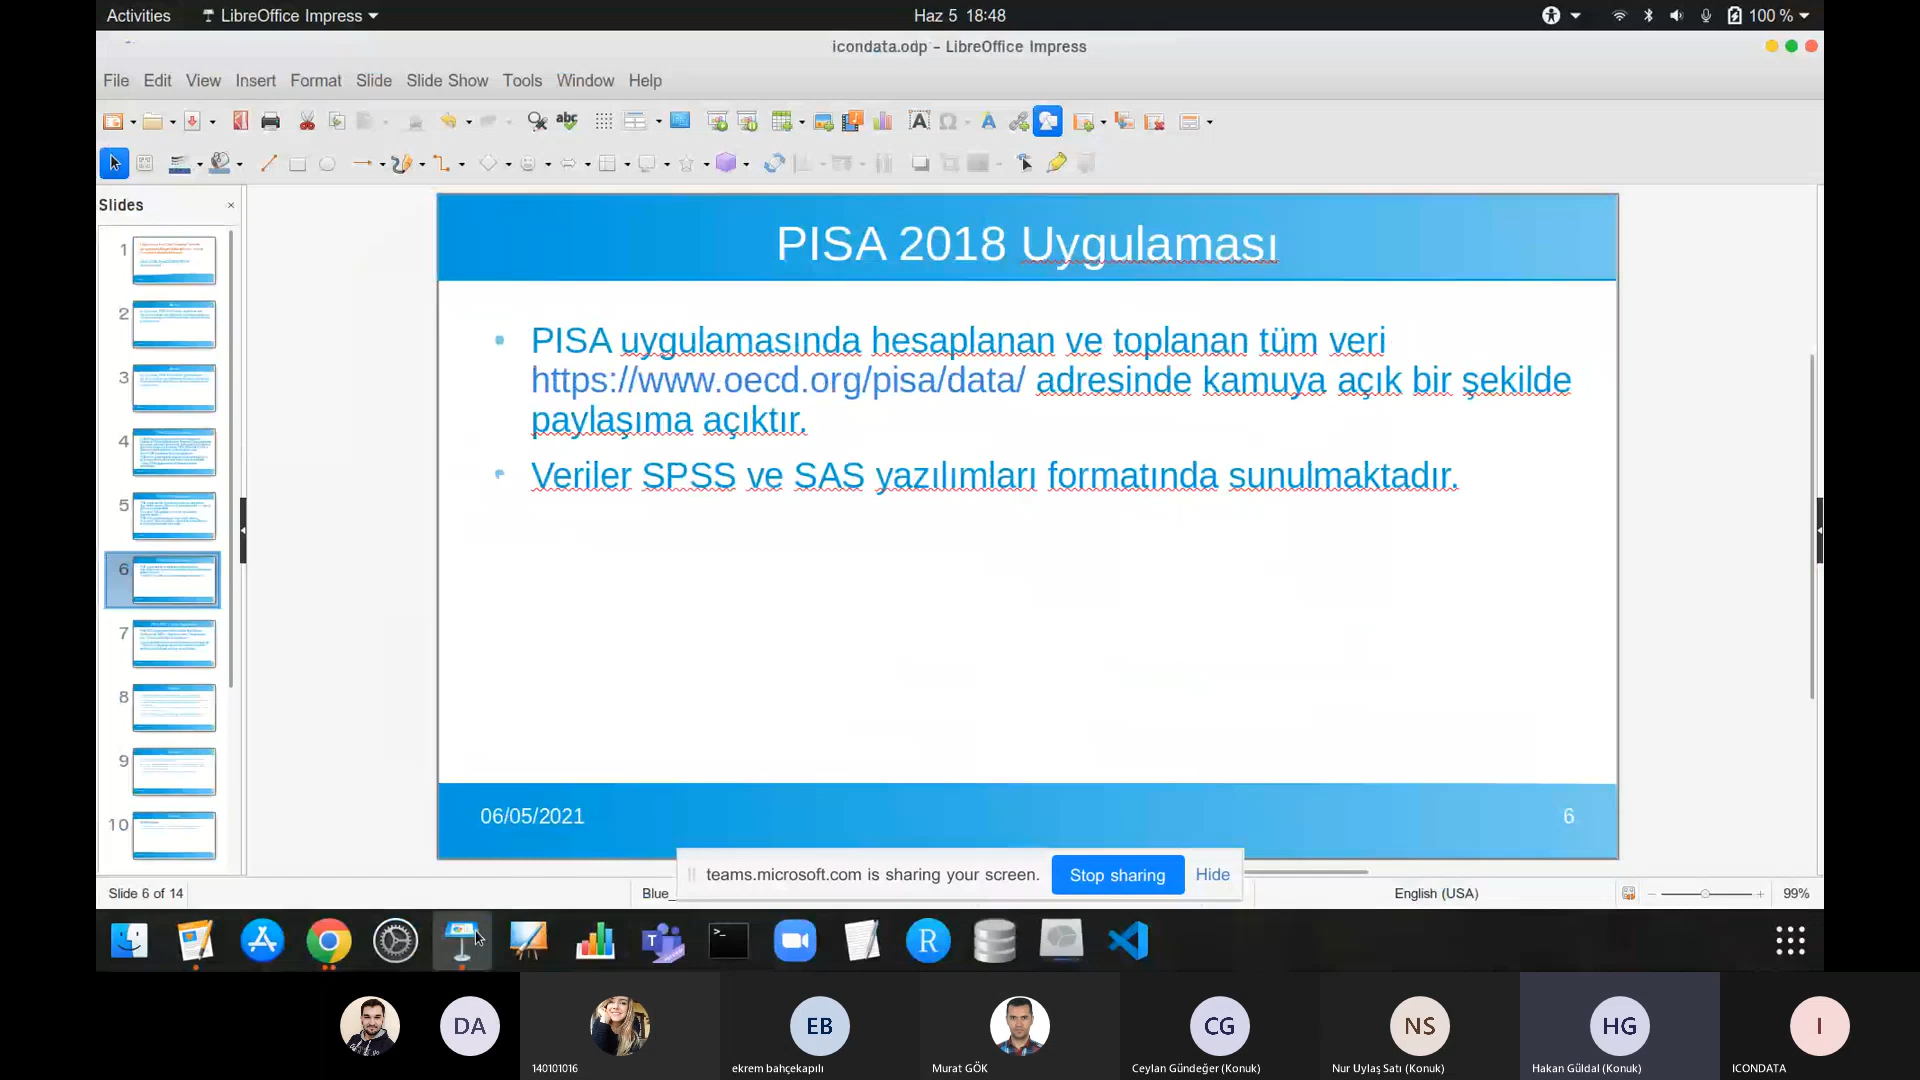 Activities LibreOffice Impress Haz 5 18:48 100 %
icondata.odp - LibreOffice Impress
File Edit View Insert Format Slide Slide Show Tools Window Help
Slides
1
2
3
4
5
6
7
8
9
10
PISA 2018 Uygulaması
PISA uygulamasında hesaplanan ve toplanan tüm veri
https://www.oecd.org/pisa/data/ adresinde kamuya açık bir şekilde
paylaşıma açıktır.
Veriler SPSS ve SAS yazılımları formatında sunulmaktadır.
06/05/2021 6
teams.microsoft.com is sharing your screen. Stop sharing Hide
Slide 6 of 14 Blue_ English (USA) 99%
DA EB CG NS HG I
140101016 ekrem bahçekapılı Murat GÖK Ceylan Gündeğer (Konuk) Nur Uylaş Satı (Konuk) Hakan Güldal (Konuk) ICONDATA